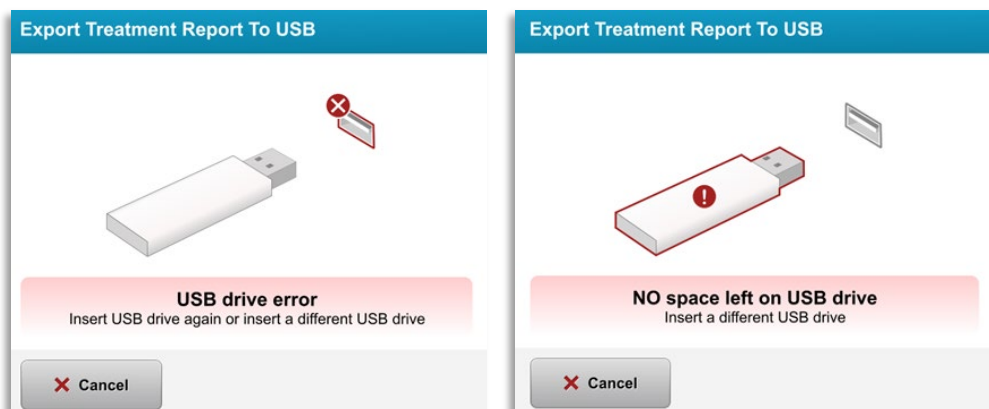 Export Treatment Report To USB
USB drive error
Insert USB drive again or insert a different USB drive
Cancel
Export Treatment Report To USB
NO space left on USB drive
Insert a different USB drive
Cancel